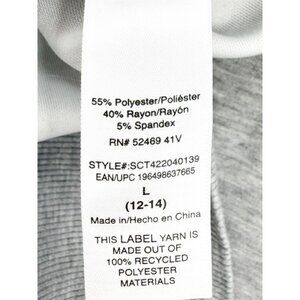 55% Polyester/Poliéster
40% Rayon/Rayón
5% Spandex
RN# 52469 41V
STYLE#:SCT422040139
EAN/UPC 196498637665
L
(12-14)
Made in/Hecho en China
THIS LABEL YARN IS
MADE OUT OF
100% RECYCLED
POLYESTER
MATERIALS